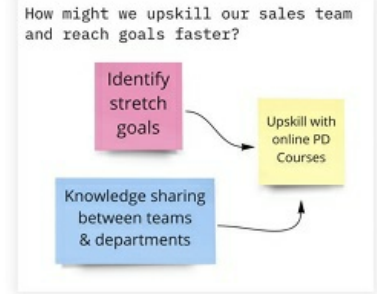 How might we upskill our sales team
and reach goals faster?
Identify
stretch
goals
Upskill with
online PD
Courses
Knowledge sharing
between teams
& departments